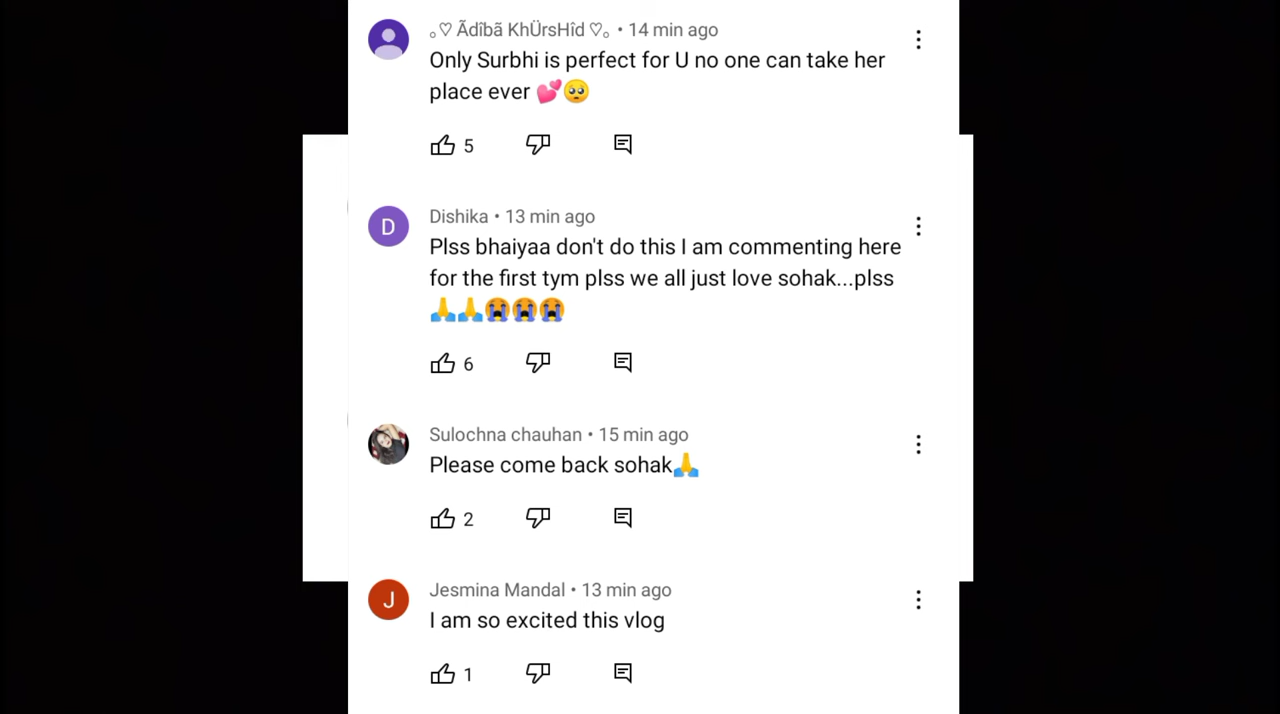 ｡♡ Ãdîbã KhÜrsHîd ♡｡ • 14 min ago
Only Surbhi is perfect for U no one can take her
place ever 💕🥺
5
D
Dishika • 13 min ago
Plss bhaiyaa don't do this I am commenting here
for the first tym plss we all just love sohak...plss
🙏🙏😭😭😭
6
Sulochna chauhan • 15 min ago
Please come back sohak🙏
2
J
Jesmina Mandal • 13 min ago
I am so excited this vlog
1